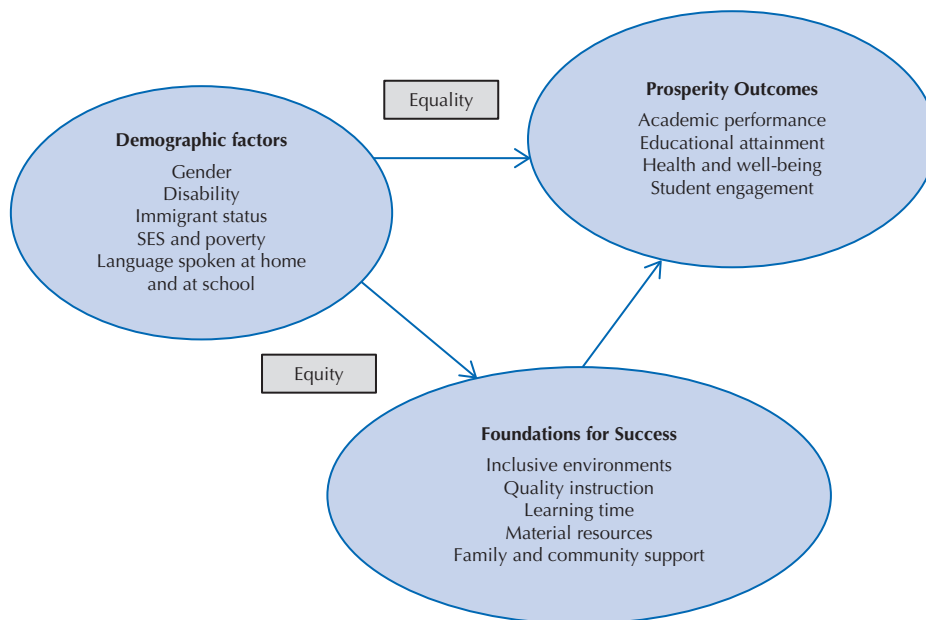 Equality
Demographic factors
Gender
Disability
Immigrant status
SES and poverty
Language spoken at home
and at school
Prosperity Outcomes
Academic performance
Educational attainment
Health and well-being
Student engagement
Equity
Foundations for Success
Inclusive environments
Quality instruction
Learning time
Material resources
Family and community support